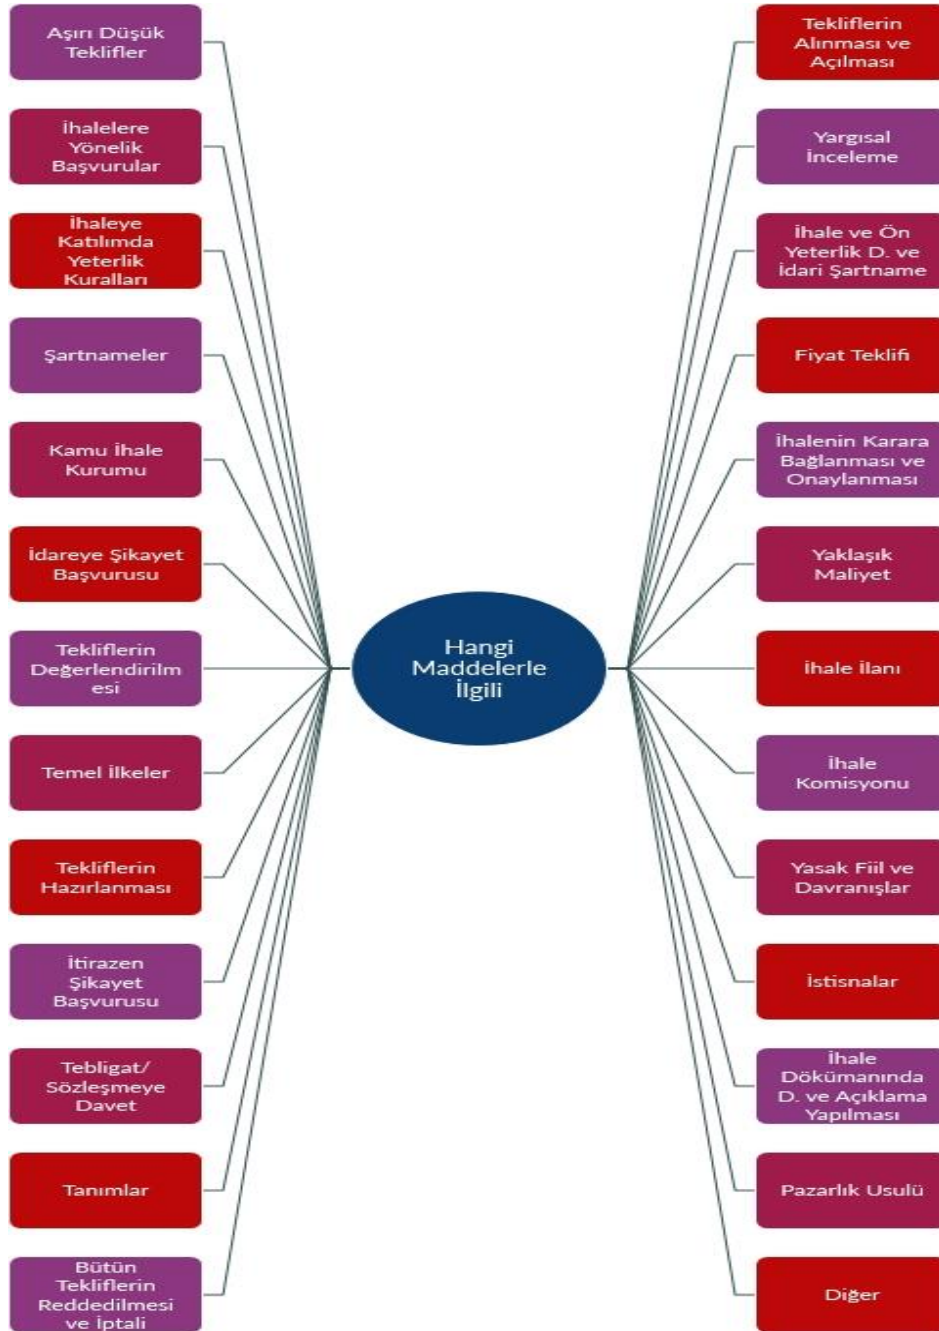 Aşırı Düşük
Teklifler
İhalelere
Yönelik
Başvurular
İhaleye
Katılımda
Yeterlik
Kuralları
Şartnameler
Kamu İhale
Kurumu
İdareye Şikayet
Başvurusu
Tekliflerin
Değerlendirilm
esi
Temel İlkeler
Tekliflerin
Hazırlanması
İtirazen
Şikayet
Başvurusu
Tebligat/
Sözleşmeye
Davet
Tanımlar
Bütün
Tekliflerin
Reddedilmesi
ve İptali
Hangi
Maddelerle
İlgili
Tekliflerin
Alınması ve
Açılması
Yargısal
İnceleme
İhale ve Ön
Yeterlik D. ve
İdari Şartname
Fiyat Teklifi
İhalenin Karara
Bağlanması ve
Onaylanması
Yaklaşık
Maliyet
İhale İlanı
İhale
Komisyonu
Yasak Fiil ve
Davranışlar
İstisnalar
İhale
Dökümanında
D. ve Açıklama
Yapılması
Pazarlık Usulü
Diğer